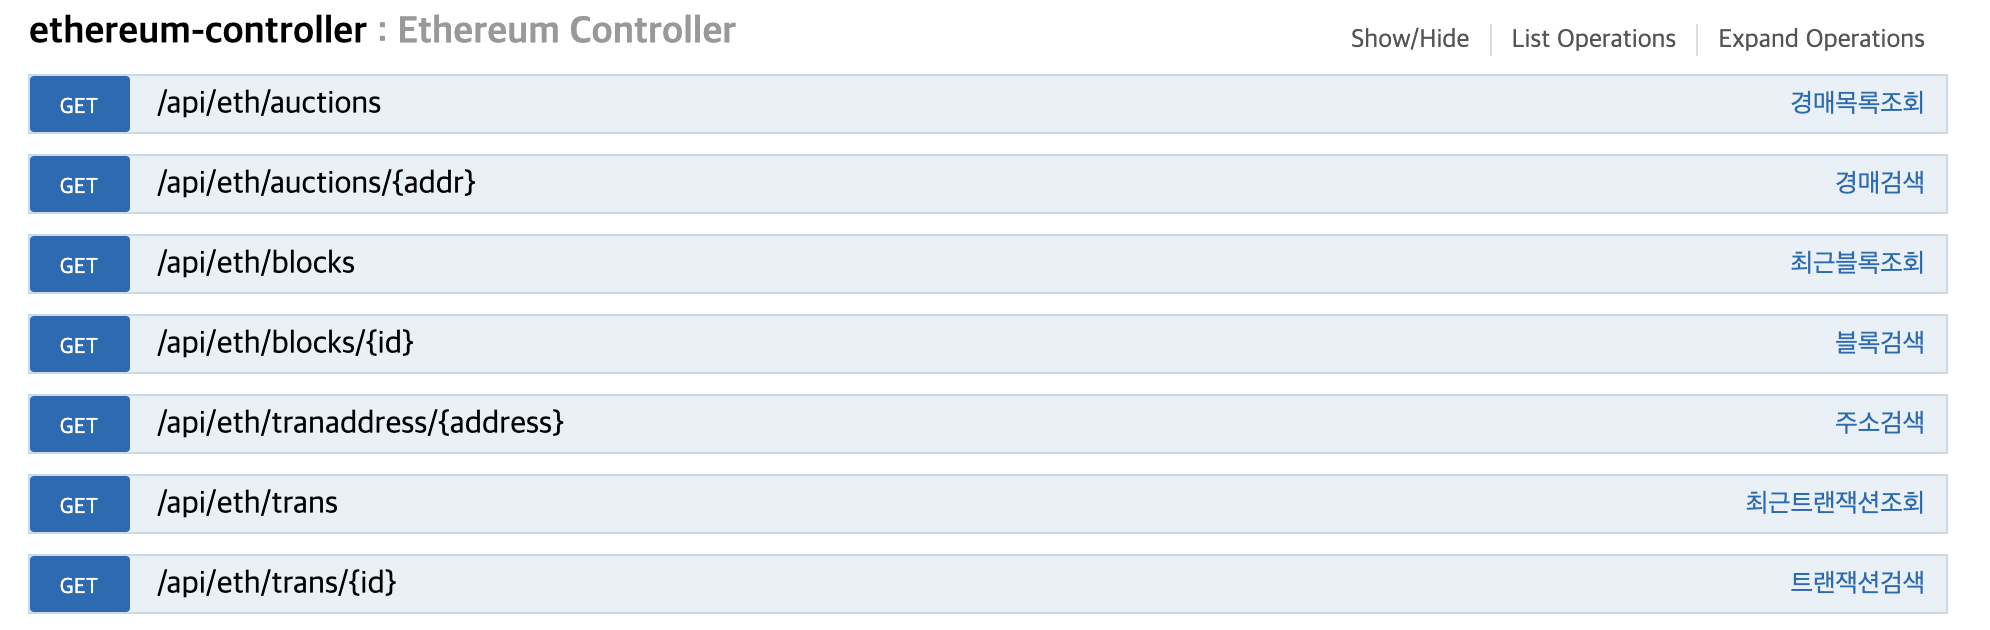 ethereum-controller : Ethereum Controller Show/Hide List Operations Expand Operations
GET /api/eth/auctions 경매목록조회
GET /api/eth/auctions/{addr} 경매검색
GET /api/eth/blocks 최근블록조회
GET /api/eth/blocks/{id} 블록검색
GET /api/eth/tranaddress/{address} 주소검색
GET /api/eth/trans 최근트랜잭션조회
GET /api/eth/trans/{id} 트랜잭션검색